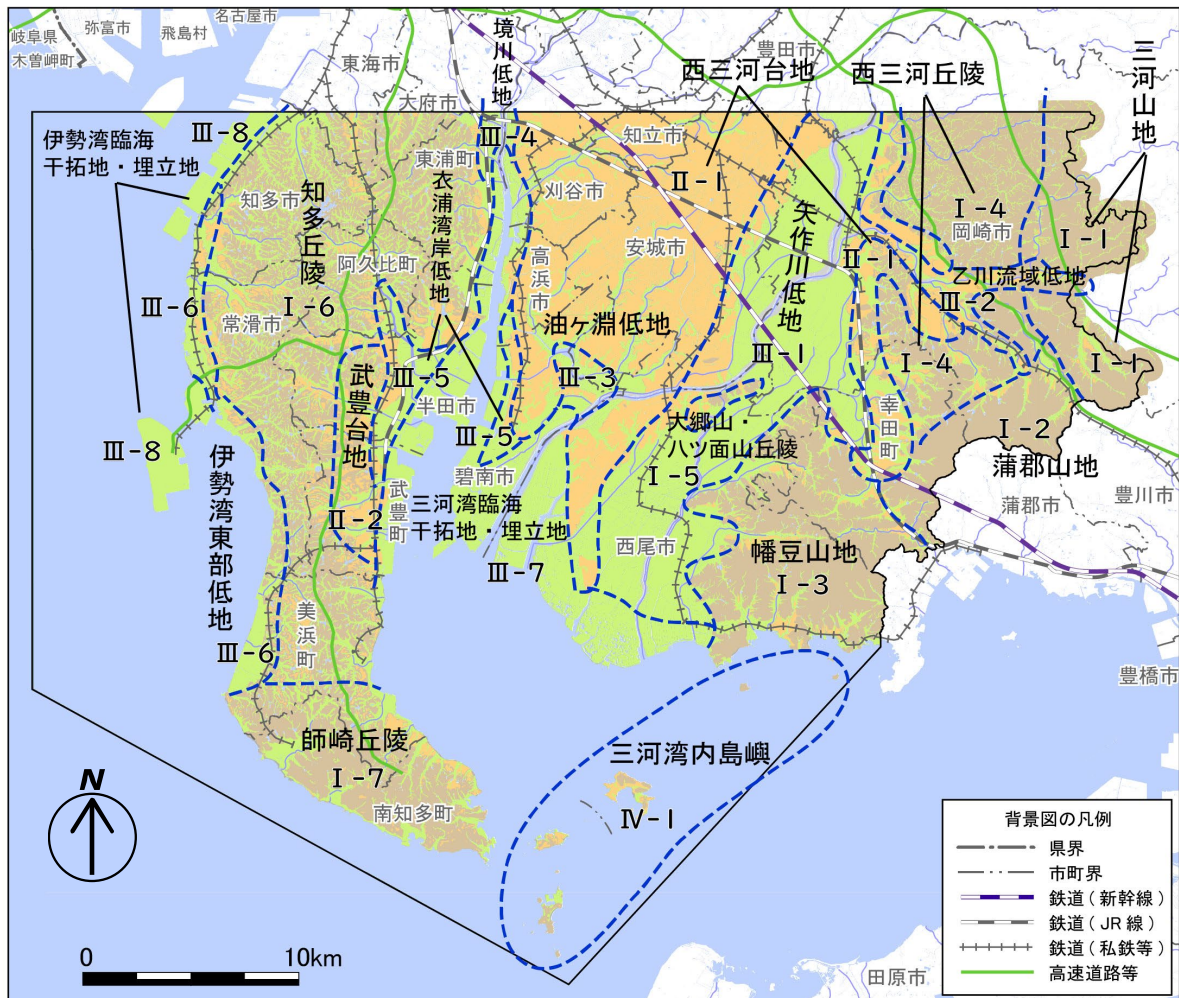 名古屋市
弥富市
飛島村
岐阜県
木曽岬町
東海市
大府市
境川低地
豊田市
西三河台地
西三河丘陵
三河山地
伊勢湾臨海
干拓地・埋立地
Ⅲ-8
知多市
知多丘陵
Ⅰ-6
東浦町
衣浦湾岸低地
Ⅲ-4
刈谷市
知立市
Ⅱ-1
安城市
矢作川低地
Ⅰ-4
岡崎市
Ⅰ-1
阿久比町
高浜市
Ⅱ-1
乙川流域低地
Ⅲ-2
Ⅲ-6
常滑市
油ヶ淵低地
Ⅲ-1
Ⅰ-4
Ⅰ-1
武豊台地
Ⅲ-5
半田市
Ⅲ-3
幸田町
Ⅲ-8
Ⅲ-5
碧南市
大郷山・
八ツ面山丘陵
Ⅰ-5
Ⅰ-2
蒲郡山地
蒲郡市
豊川市
伊勢湾東部低地
Ⅱ-2
武豊町
三河湾臨海
干拓地・埋立地
Ⅲ-7
西尾市
幡豆山地
Ⅰ-3
美浜町
Ⅲ-6
豊橋市
師崎丘陵
Ⅰ-7
南知多町
三河湾内島嶼
Ⅳ-1
田原市
N
0 10km
背景図の凡例
県界
市町界
鉄道（新幹線）
鉄道（JR線）
鉄道（私鉄等）
高速道路等